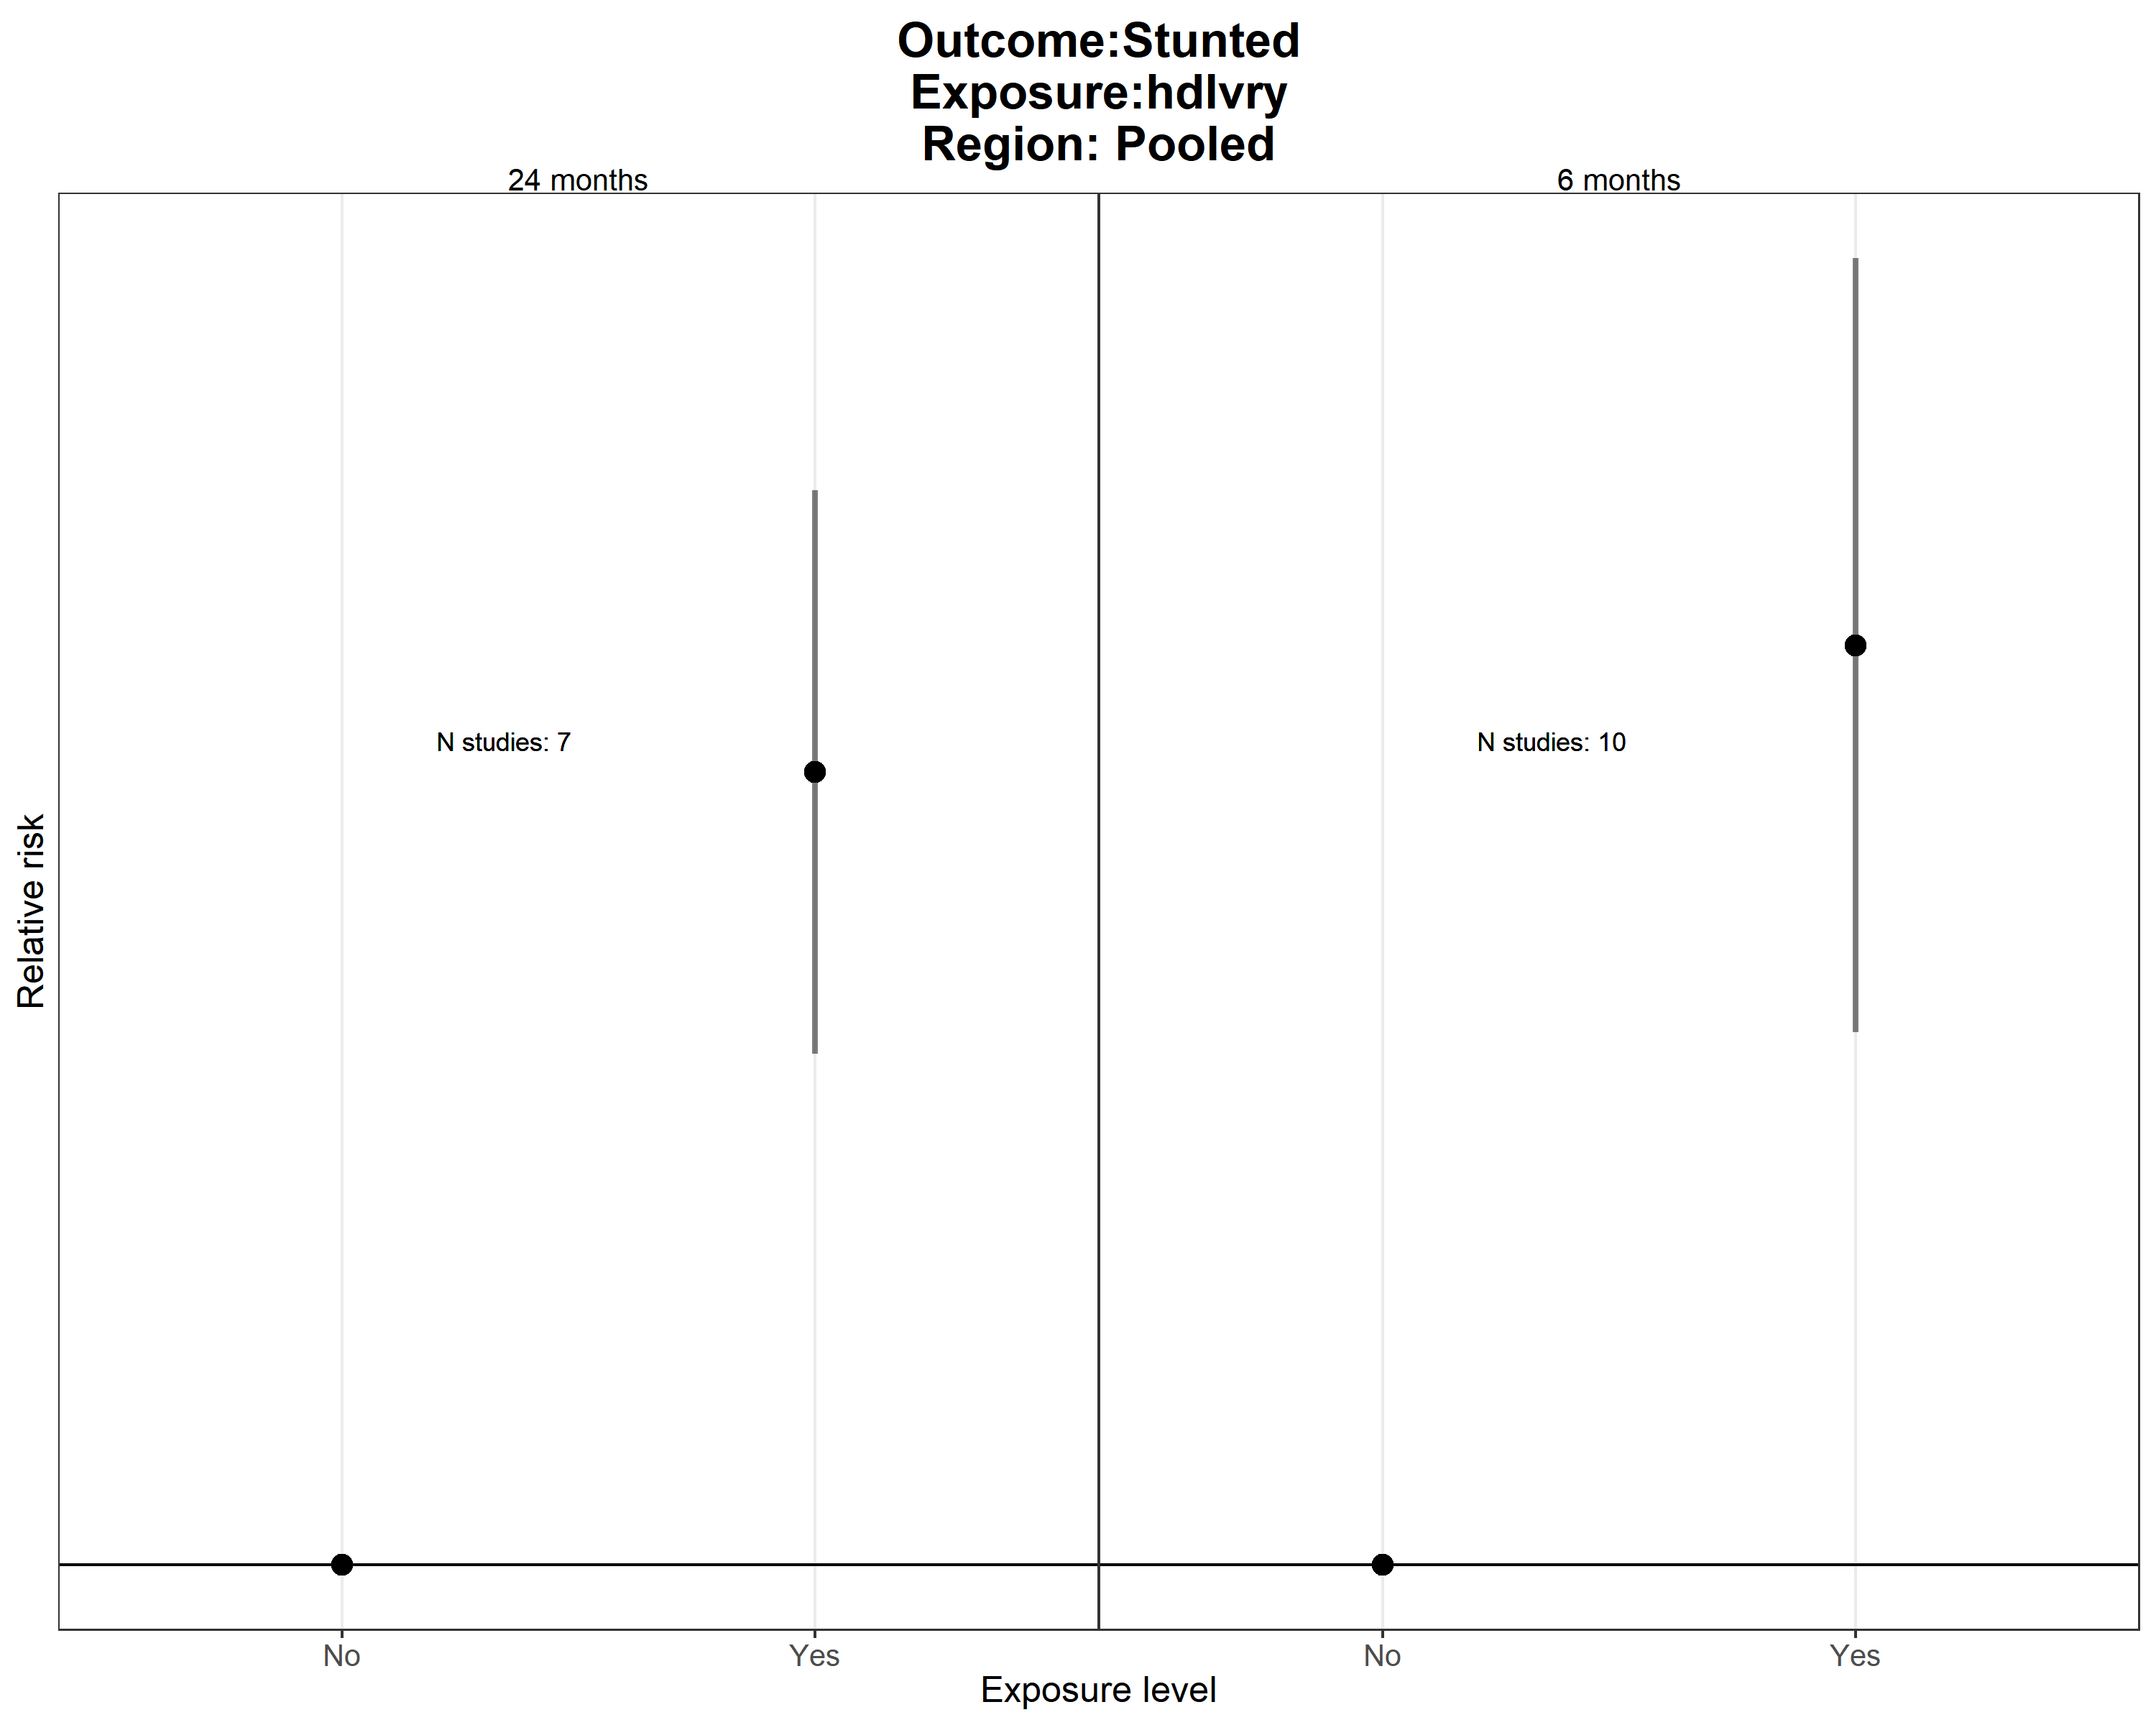 Outcome:Stunted
Exposure:hdlvry
Region: Pooled
24 months
6 months
N studies: 7
N studies: 10
Relative risk
No
Yes
No
Yes
Exposure level